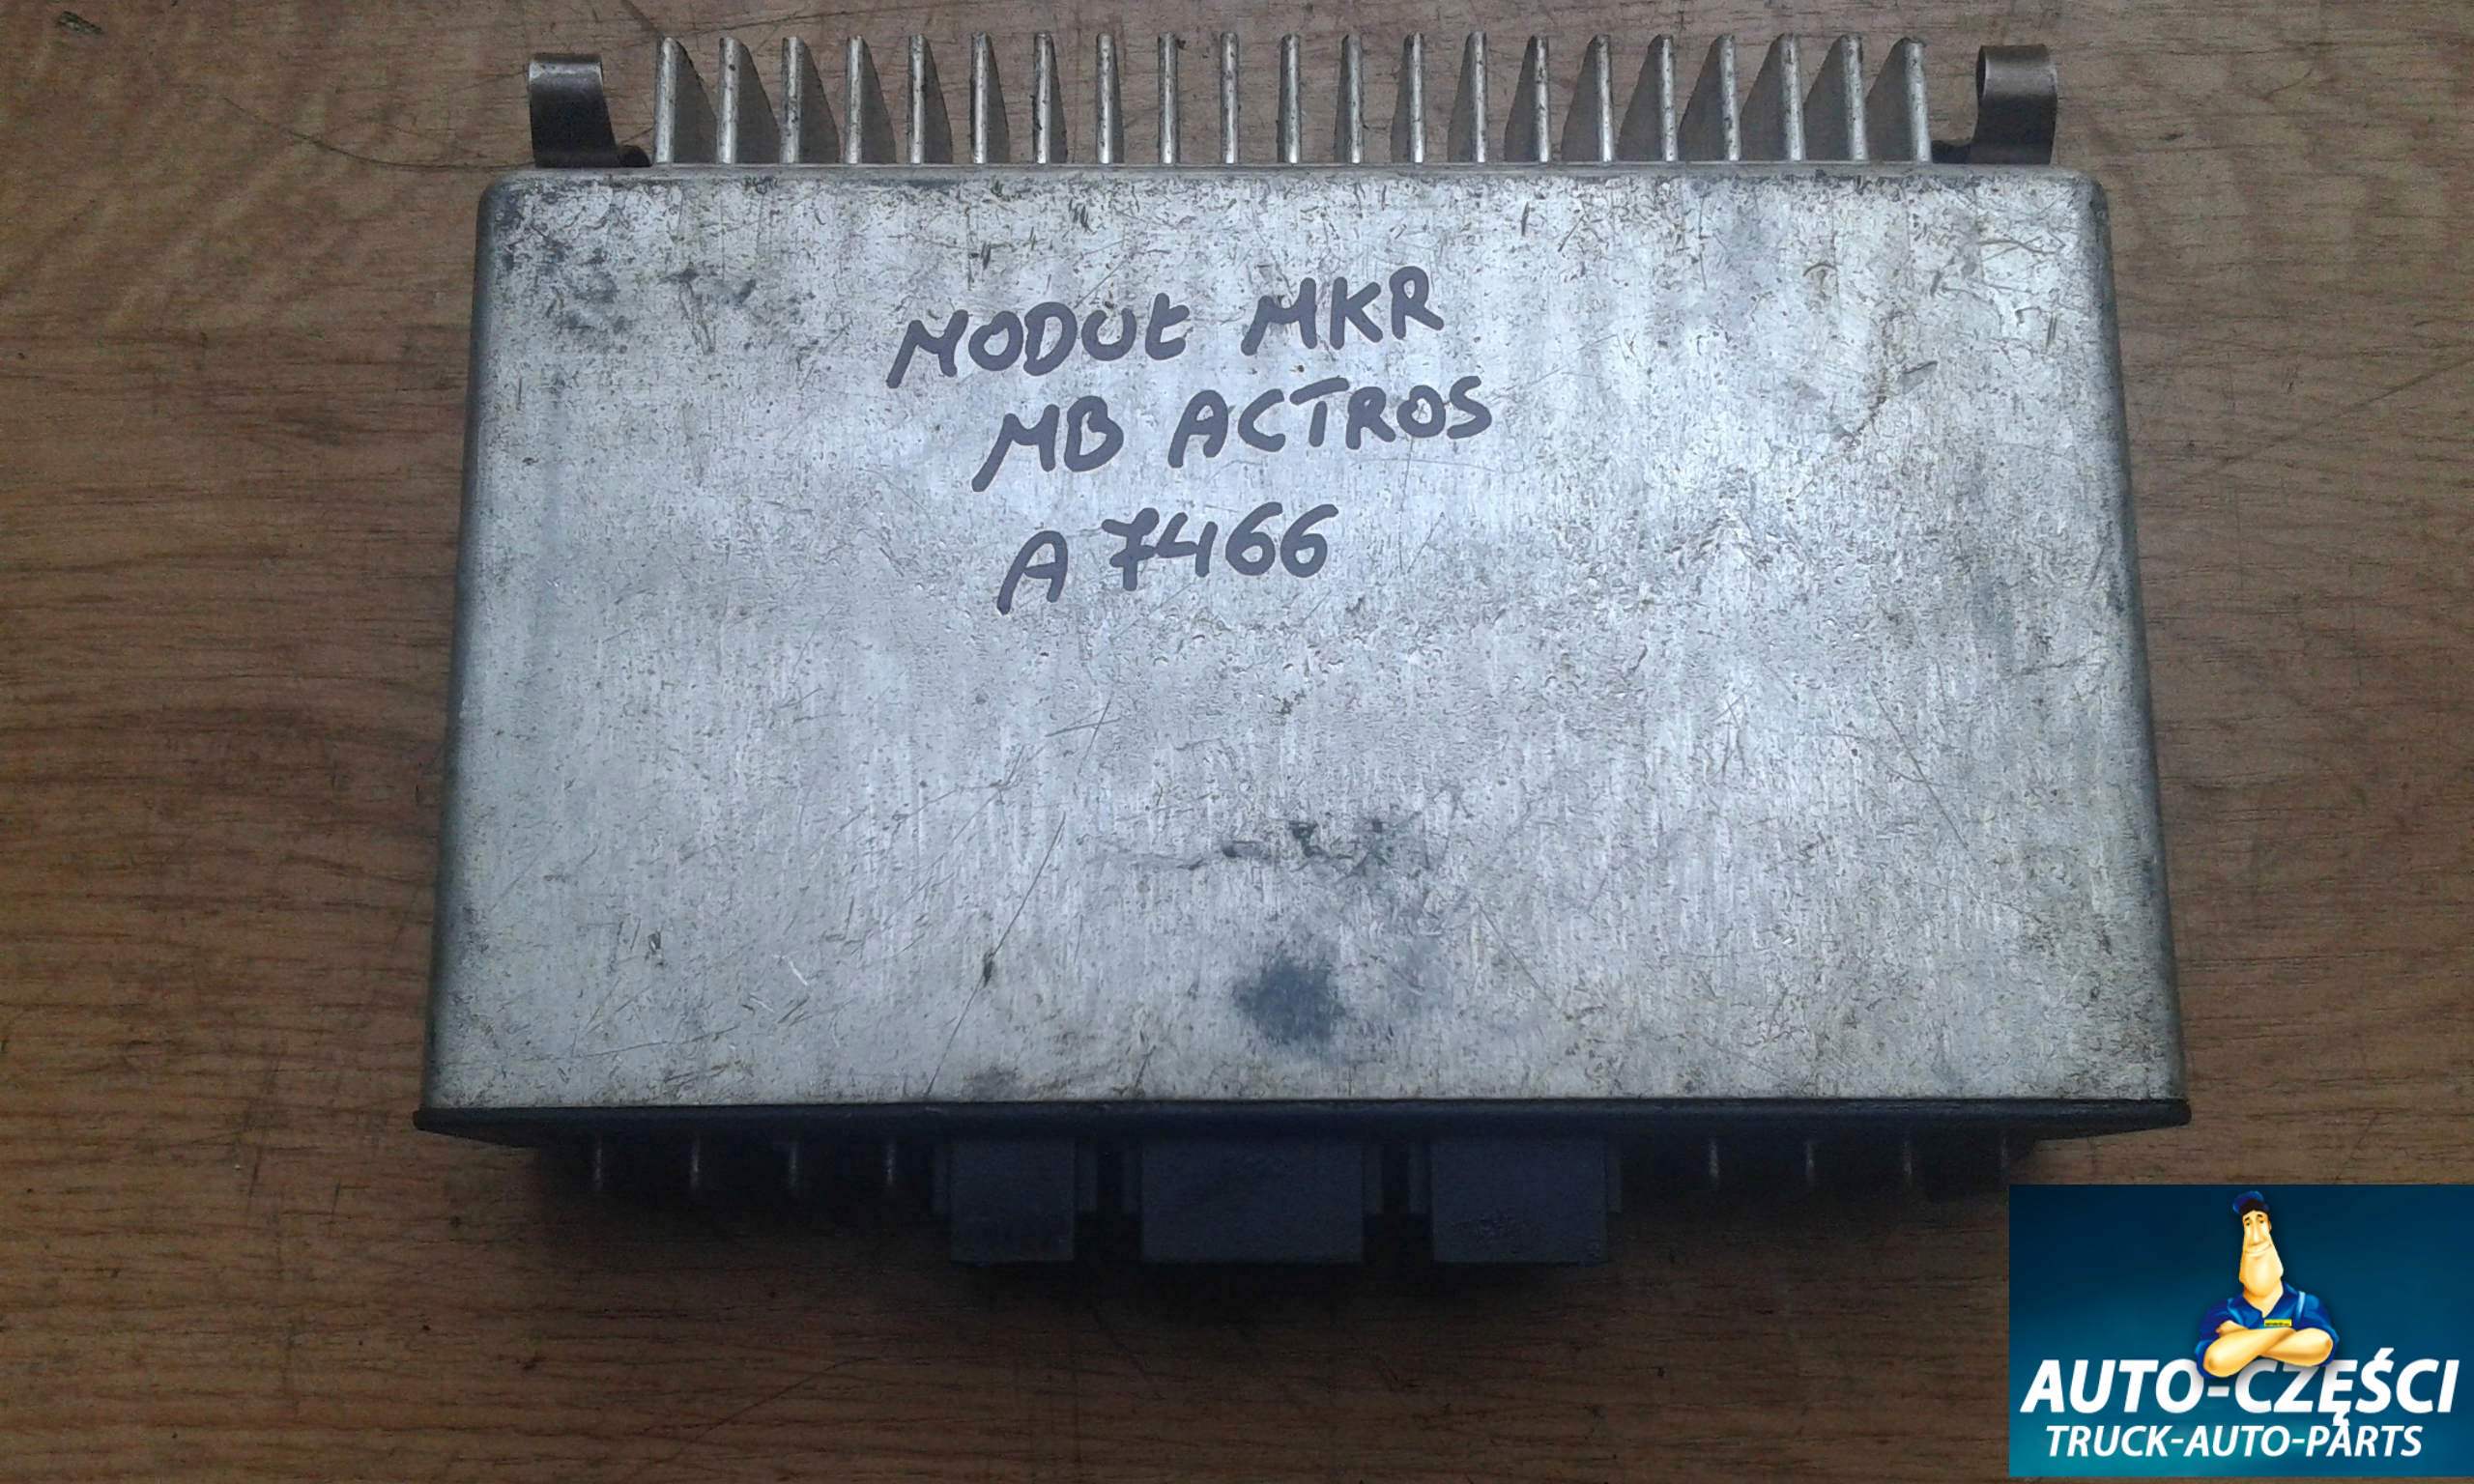 MODUŁ MKR
MB ACTROS
A 7466
AUTO-CZĘŚCI
TRUCK-AUTO-PARTS